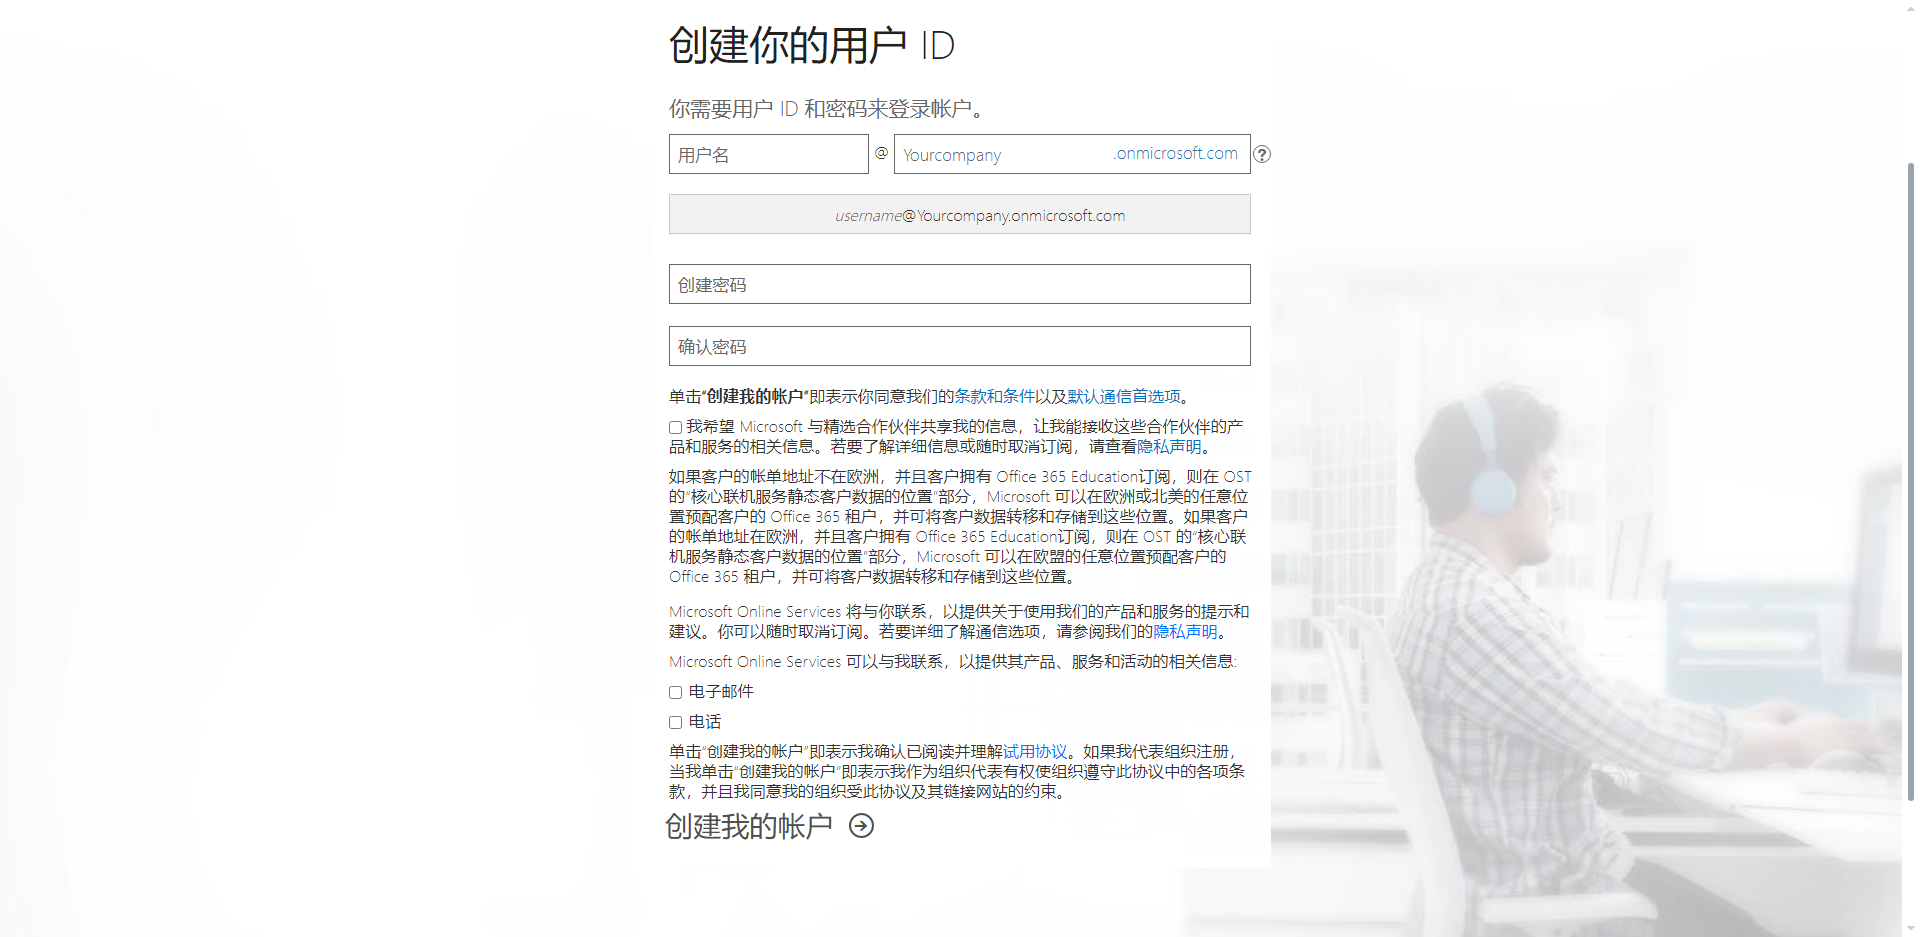 创建你的用户 ID
你需要用户 ID 和密码来登录帐户。
用户名 @ Yourcompany .onmicrosoft.com ?
username@Yourcompany.onmicrosoft.com
创建密码
确认密码
单击“创建我的帐户”即表示你同意我们的条款和条件以及默认通信首选项。
我希望 Microsoft 与精选合作伙伴共享我的信息，让我能接收这些合作伙伴的产
品和服务的相关信息。若要了解详细信息或随时取消订阅，请查看隐私声明。
如果客户的帐单地址不在欧洲，并且客户拥有 Office 365 Education订阅，则在 OST
的“核心联机服务静态客户数据的位置”部分，Microsoft 可以在欧洲或北美的任意位
置预配客户的 Office 365 租户，并可将客户数据转移和存储到这些位置。如果客户
的帐单地址在欧洲，并且客户拥有 Office 365 Education订阅，则在 OST 的“核心联
机服务静态客户数据的位置”部分，Microsoft 可以在欧盟的任意位置预配客户的
Office 365 租户，并可将客户数据转移和存储到这些位置。
Microsoft Online Services 将与你联系，以提供关于使用我们的产品和服务的提示和
建议。你可以随时取消订阅。若要详细了解通信选项，请参阅我们的隐私声明。
Microsoft Online Services 可以与我联系，以提供其产品、服务和活动的相关信息:
电子邮件
电话
单击“创建我的帐户”即表示我确认已阅读并理解试用协议。如果我代表组织注册，
当我单击“创建我的帐户”即表示我作为组织代表有权使组织遵守此协议中的各项条
款，并且我同意我的组织受此协议及其链接网站的约束。
创建我的帐户